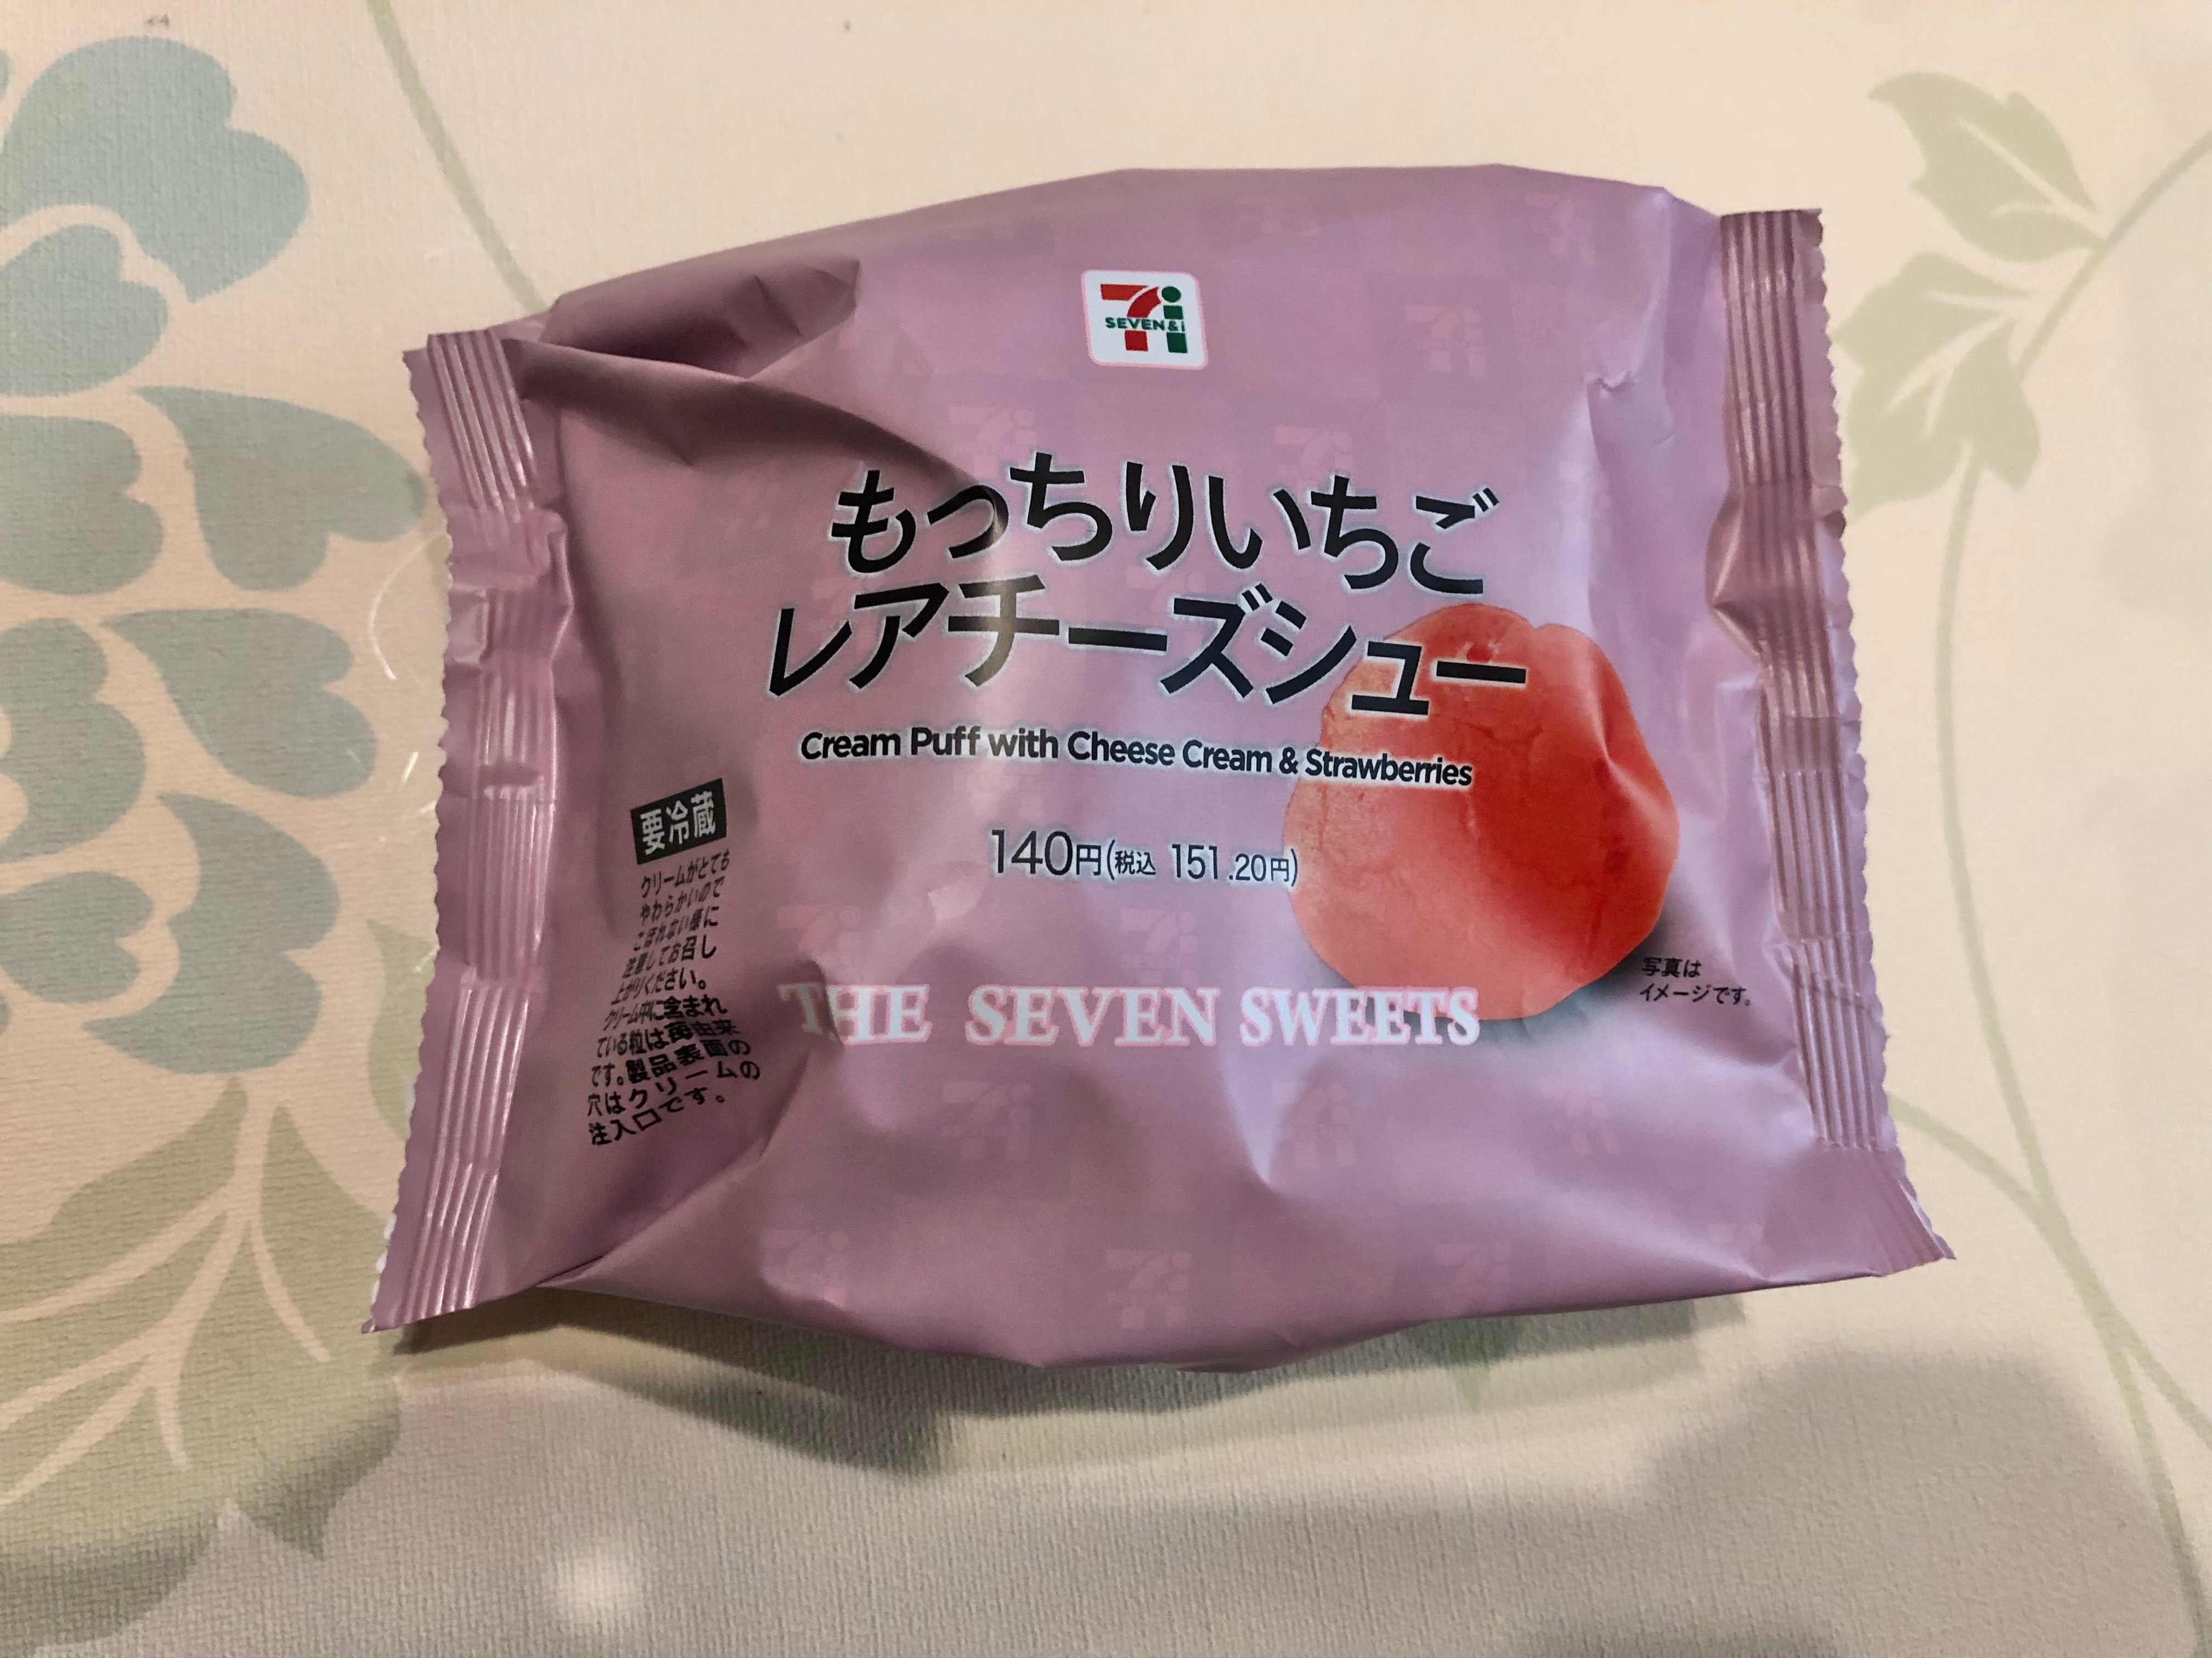 SEVEN&i
もっちりいちご
レアチーズシュー
Cream Puff with Cheese Cream & Strawberries
140円(税込 151.20円)
要冷蔵
クリームがとても
やわらかいので
こぼれない様に
注意してお召し
上がりください。
クリーム中に含まれ
ている粒は苺由来
です。製品表面の
穴はクリームの
注入口です。
THE SEVEN SWEETS
写真は
イメージです。